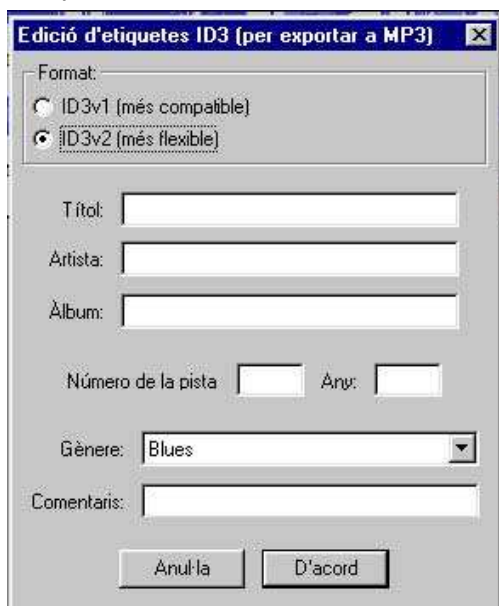 Edició d'etiquetes ID3 (per exportar a MP3)
Format:
ID3v1 (més compatible)
ID3v2 (més flexible)
Títol:
Artista:
Àlbum:
Número de la pista Any:
Gènere: Blues
Comentaris:
Anul·la D'acord